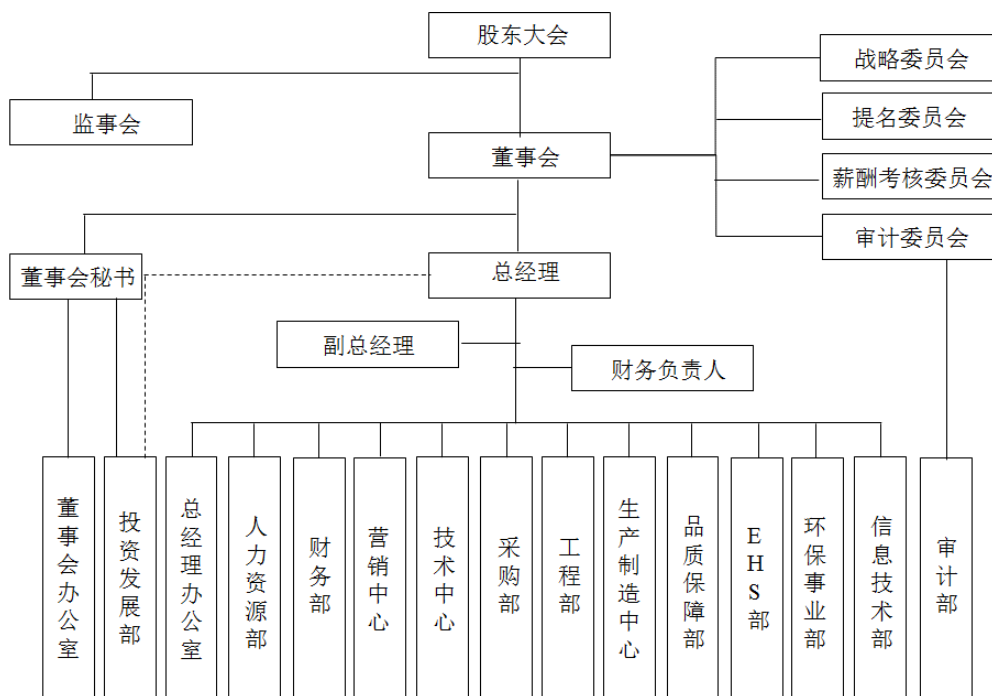 股东大会
战略委员会
监事会
提名委员会
董事会
薪酬考核委员会
审计委员会
董事会秘书
总经理
副总经理
财务负责人
董事会办公室
投资发展部
总经理办公室
人力资源部
财务部
营销中心
技术中心
采购部
工程部
生产制造中心
品质保障部
EHS部
环保事业部
信息技术部
审计部